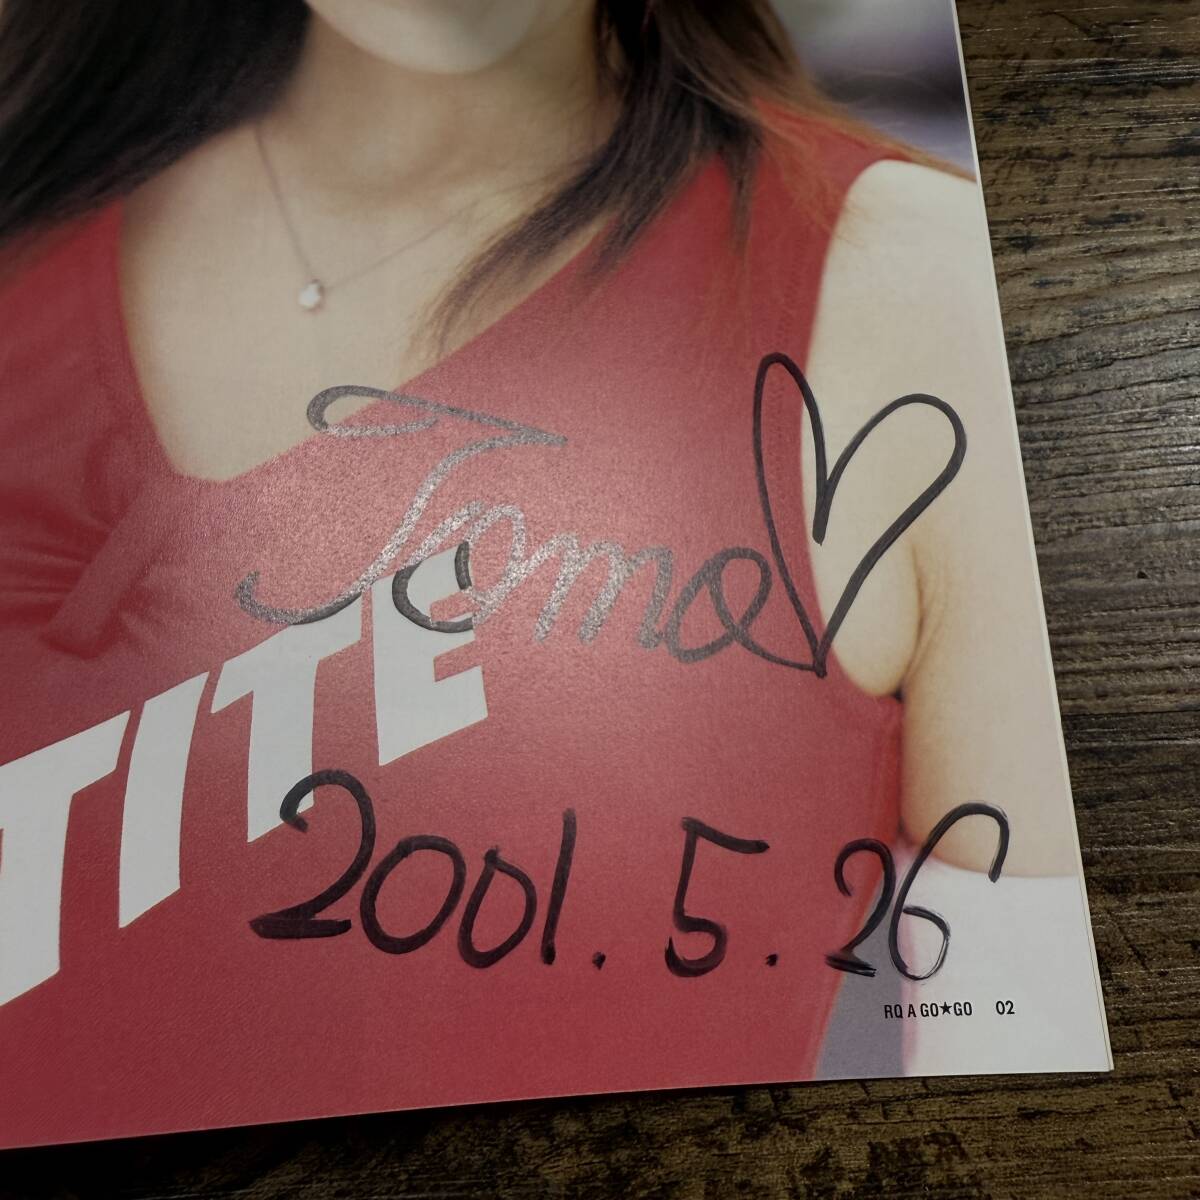 Tomo♡
TITE
2001.5.26
RQ A GO★GO 02